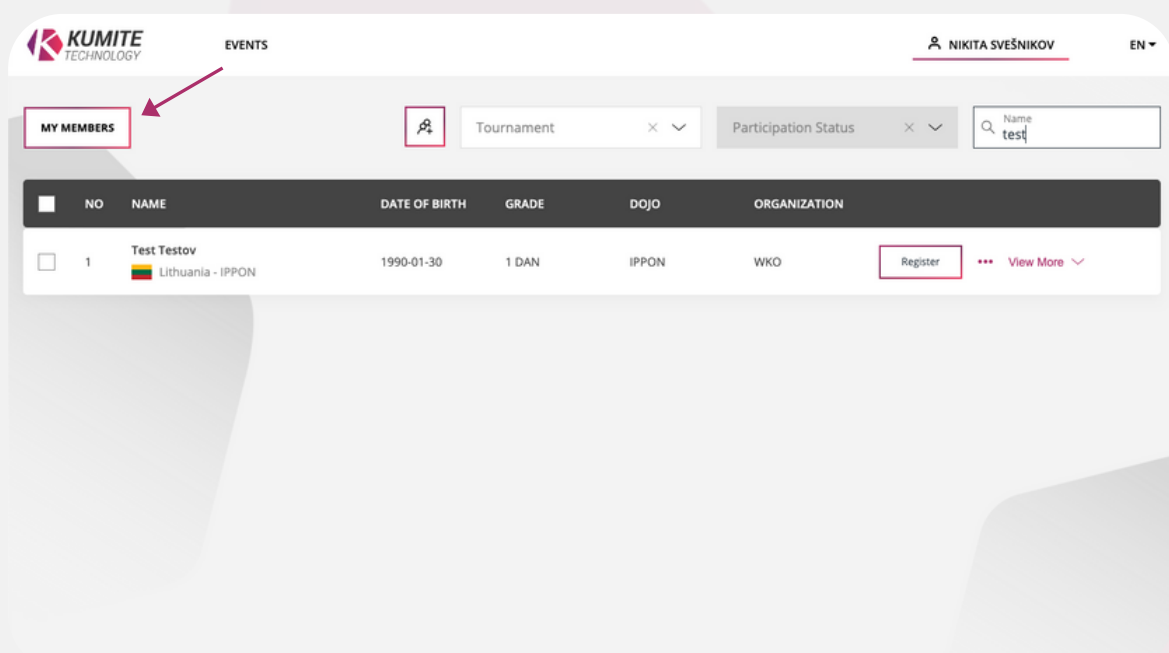 KUMITE
TECHNOLOGY
EVENTS
NIKITA SVEŠNIKOV
EN
MY MEMBERS
Tournament
Participation Status
Name
test
NO NAME DATE OF BIRTH GRADE DOJO ORGANIZATION
Test Testov
1 1990-01-30 1 DAN IPPON WKO Register ••• View More
Lithuania - IPPON